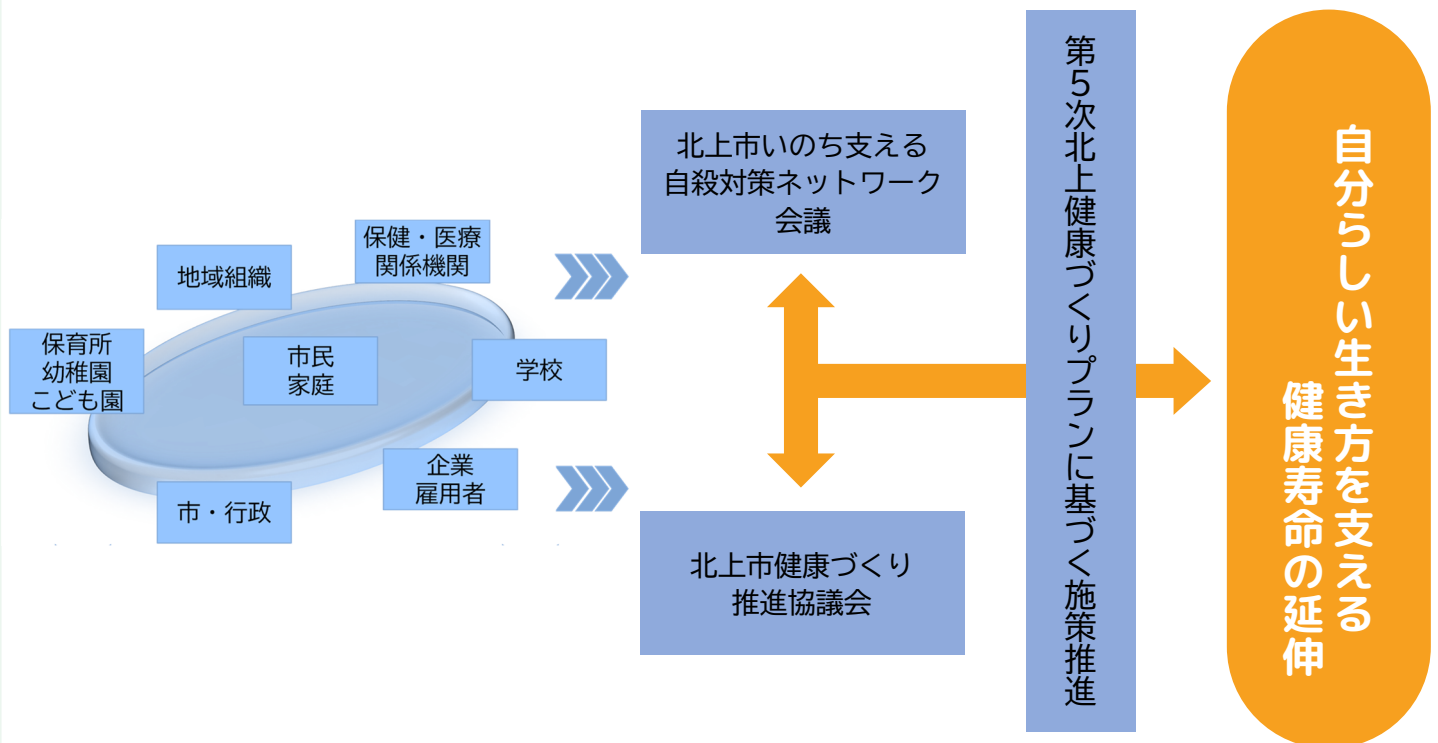 地域組織
保健・医療
関係機関
保育所
幼稚園
こども園
市民
家庭
学校
企業
雇用者
市・行政
北上市いのち支える
自殺対策ネットワーク
会議
北上市健康づくり
推進協議会
第5次北上健康づくりプランに基づく施策推進
自分らしい生き方を支える
健康寿命の延伸